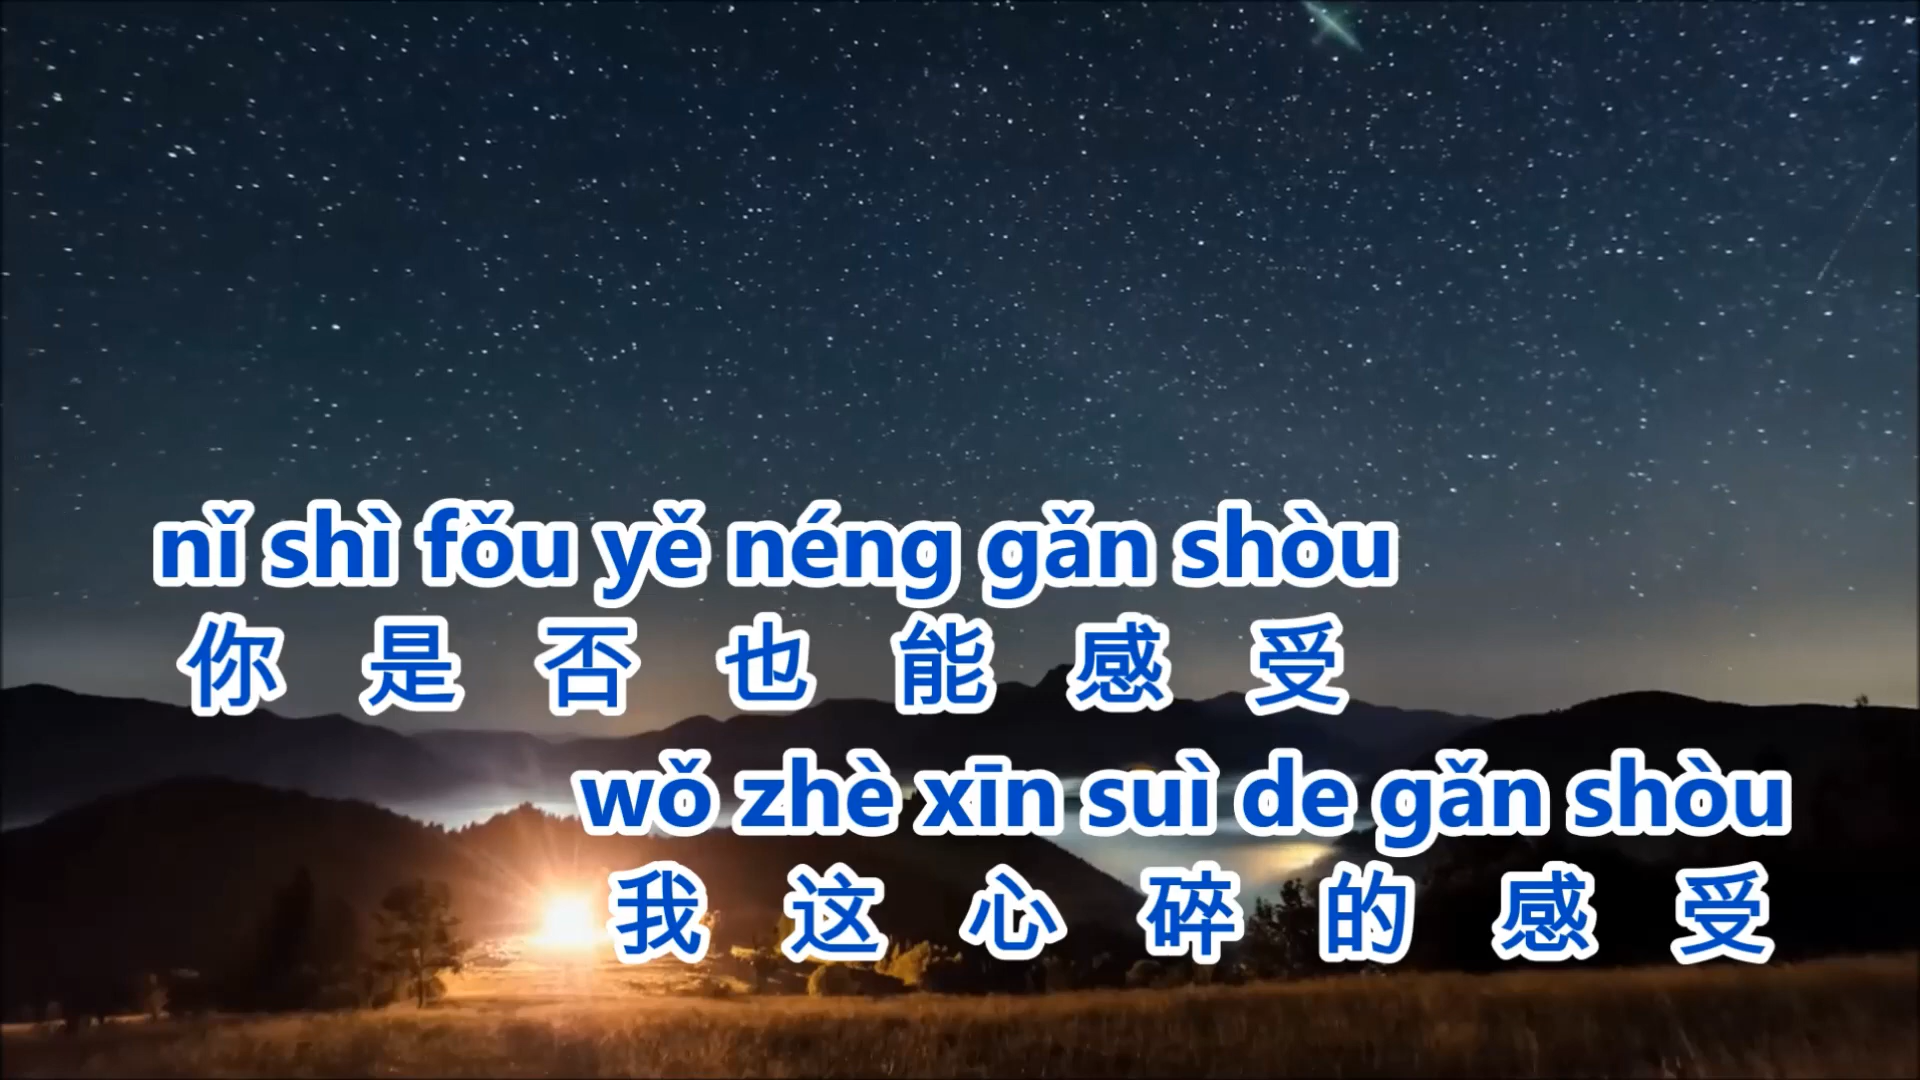 nǐ shì fǒu yě néng gǎn shòu
你 是 否 也 能 感 受
wǒ zhè xīn suì de gǎn shòu
我 这 心 碎 的 感 受